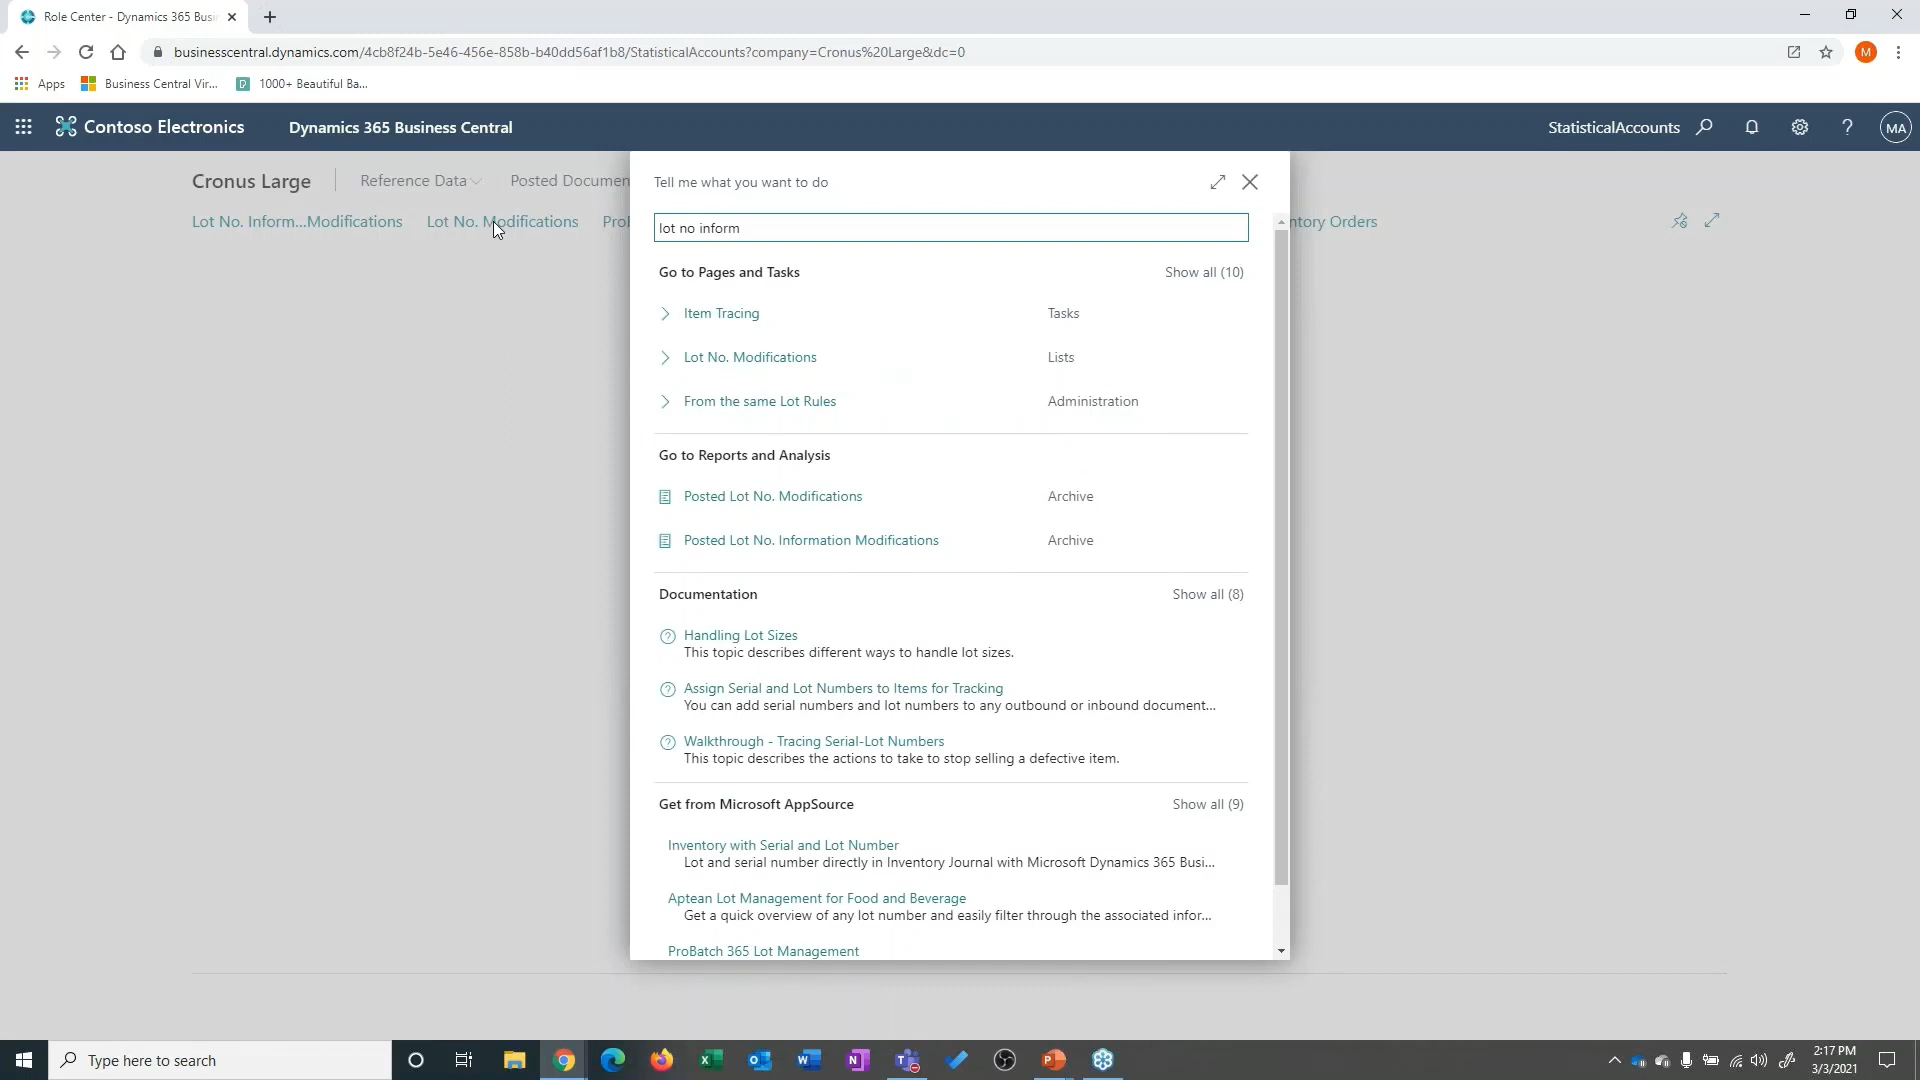 Role Center - Dynamics 365 Busi
businesscentral.dynamics.com/4cb8f24b-5e46-456e-858b-b40dd56af1b8/StatisticalAccounts?company=Cronus%20Large&dc=0
M
Apps
Business Central Vir...
1000+ Beautiful Ba...
Contoso Electronics
Dynamics 365 Business Central
StatisticalAccounts
MA
Cronus Large
Reference Data
Posted Documen
Lot No. Inform...Modifications
Lot No. Modifications
Prol
ntory Orders
Tell me what you want to do
lot no inform
Go to Pages and Tasks
Show all (10)
Item Tracing
Tasks
Lot No. Modifications
Lists
From the same Lot Rules
Administration
Go to Reports and Analysis
Posted Lot No. Modifications
Archive
Posted Lot No. Information Modifications
Archive
Documentation
Show all (8)
Handling Lot Sizes
This topic describes different ways to handle lot sizes.
Assign Serial and Lot Numbers to Items for Tracking
You can add serial numbers and lot numbers to any outbound or inbound document...
Walkthrough - Tracing Serial-Lot Numbers
This topic describes the actions to take to stop selling a defective item.
Get from Microsoft AppSource
Show all (9)
Inventory with Serial and Lot Number
Lot and serial number directly in Inventory Journal with Microsoft Dynamics 365 Busi...
Aptean Lot Management for Food and Beverage
Get a quick overview of any lot number and easily filter through the associated infor...
ProBatch 365 Lot Management
Type here to search
2:17 PM
3/3/2021